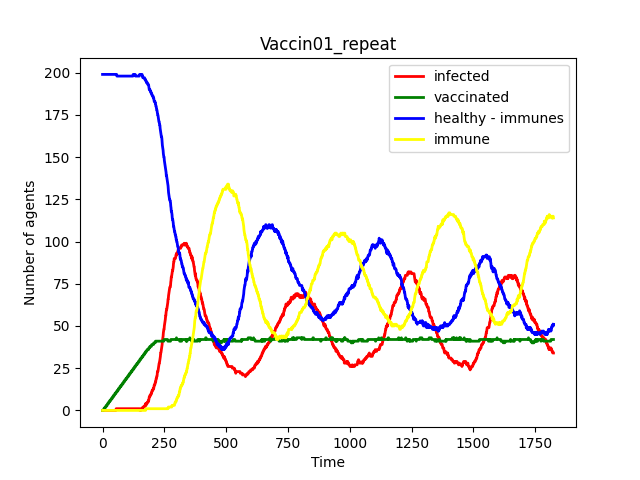 Vaccin01_repeat
infected
vaccinated
healthy - immunes
immune
Number of agents
200
175
150
125
100
75
50
25
0
0 250 500 750 1000 1250 1500 1750
Time